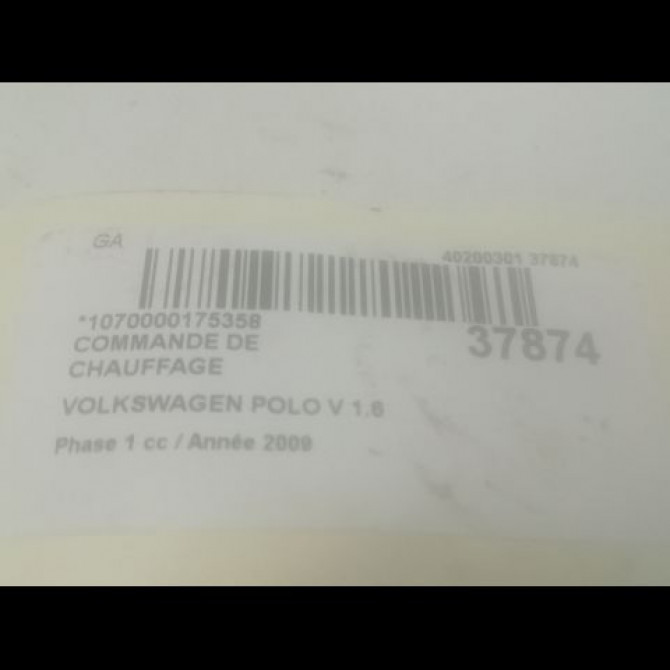 GA
40200301 37874
*1070000175358
37874
COMMANDE DE
CHAUFFAGE
VOLKSWAGEN POLO V 1.6
Phase 1 cc / Année 2009